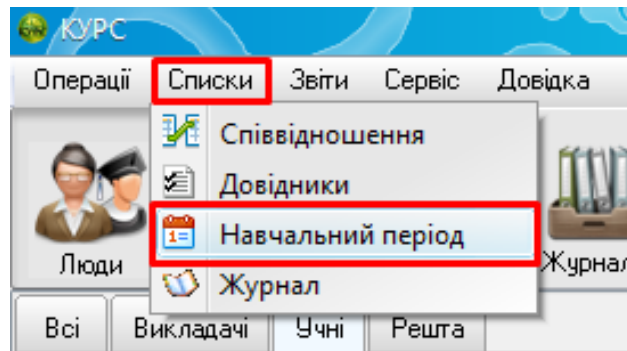 КУРС
Операції Списки Звіти Сервіс Довідка
Співвідношення
Довідники
Навчальний період
Журнал
Люди
Журнал
Всі Викладачі Учні Решта